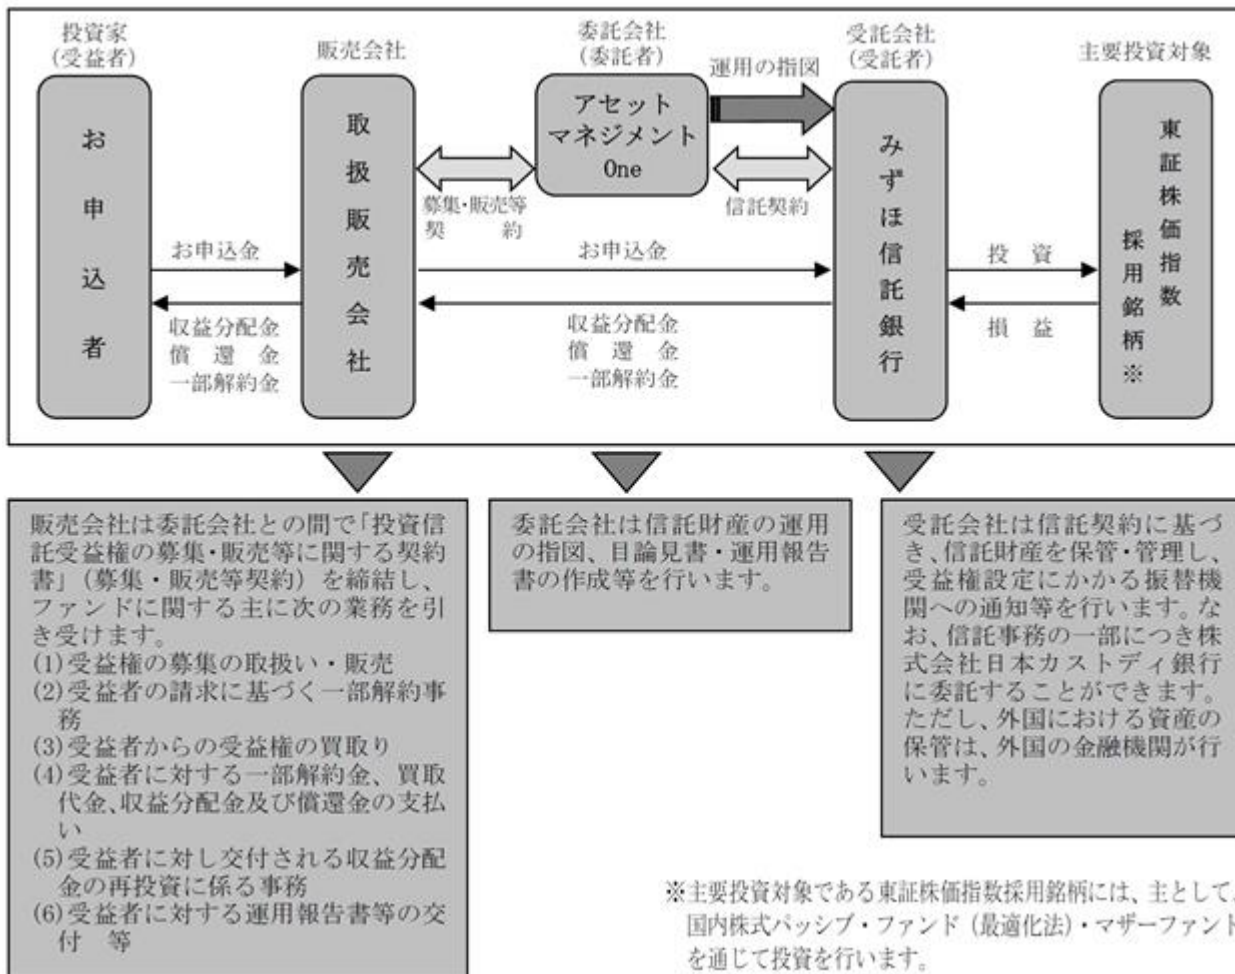 投資家
(受益者)
販売会社
委託会社
(委託者)
受託会社
(受託者)
主要投資対象
お申込者
取扱販売会社
アセット
マネジメント
One
運用の指図
みずほ信託銀行
東証株価指数
採用銘柄※
募集・販売等
契 約
信託契約
お申込金
お申込金
投 資
収益分配金
償 還 金
一部解約金
収益分配金
償 還 金
一部解約金
損 益
販売会社は委託会社との間で「投資信
託受益権の募集・販売等に関する契約
書」(募集・販売等契約)を締結し、
ファンドに関する主に次の業務を引
き受けます。
(1)受益権の募集の取扱い・販売
(2)受益者の請求に基づく一部解約事
務
(3)受益者からの受益権の買取り
(4)受益者に対する一部解約金、買取
代金、収益分配金及び償還金の支払
い
(5)受益者に対し交付される収益分配
金の再投資に係る事務
(6)受益者に対する運用報告書等の交
付 等
委託会社は信託財産の運用
の指図、目論見書・運用報告
書の作成等を行います。
受託会社は信託契約に基づ
き、信託財産を保管・管理し、
受益権設定にかかる振替機
関への通知等を行います。な
お、信託事務の一部につき株
式会社日本カストディ銀行
に委託することができます。
ただし、外国における資産の
保管は、外国の金融機関が行
います。
※主要投資対象である東証株価指数採用銘柄には、主として、
国内株式パッシブ・ファンド(最適化法)・マザーファンド
を通じて投資を行います。